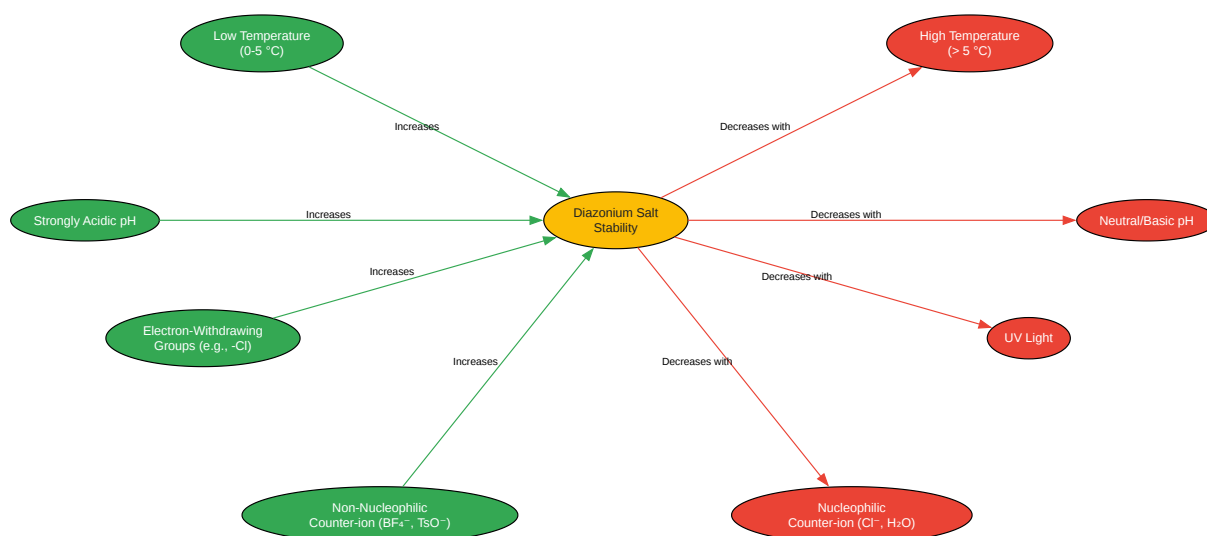 Low Temperature
(0-5 °C)
High Temperature
(> 5 °C)
Increases
Decreases with
Strongly Acidic pH
Increases
Diazonium Salt
Stability
Decreases with
Neutral/Basic pH
Increases
Decreases with
Electron-Withdrawing
Groups (e.g., -Cl)
UV Light
Increases
Decreases with
Non-Nucleophilic
Counter-ion (BF₄⁻, TsO⁻)
Nucleophilic
Counter-ion (Cl⁻, H₂O)